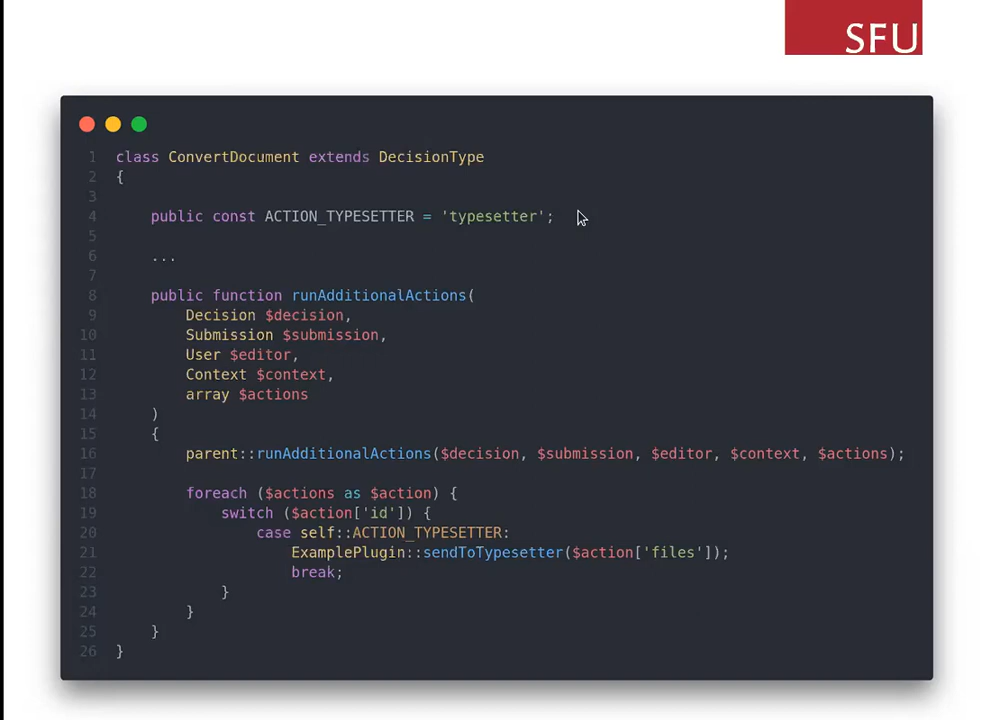 SFU
1 class ConvertDocument extends DecisionType
2 {
3
4 public const ACTION_TYPESETTER = 'typesetter';
5
6 ...
7
8 public function runAdditionalActions(
9 Decision $decision,
10 Submission $submission,
11 User $editor,
12 Context $context,
13 array $actions
14 )
15 {
16 parent::runAdditionalActions($decision, $submission, $editor, $context, $actions);
17
18 foreach ($actions as $action) {
19 switch ($action['id']) {
20 case self::ACTION_TYPESETTER:
21 ExamplePlugin::sendToTypesetter($action['files']);
22 break;
23 }
24 }
25 }
26 }